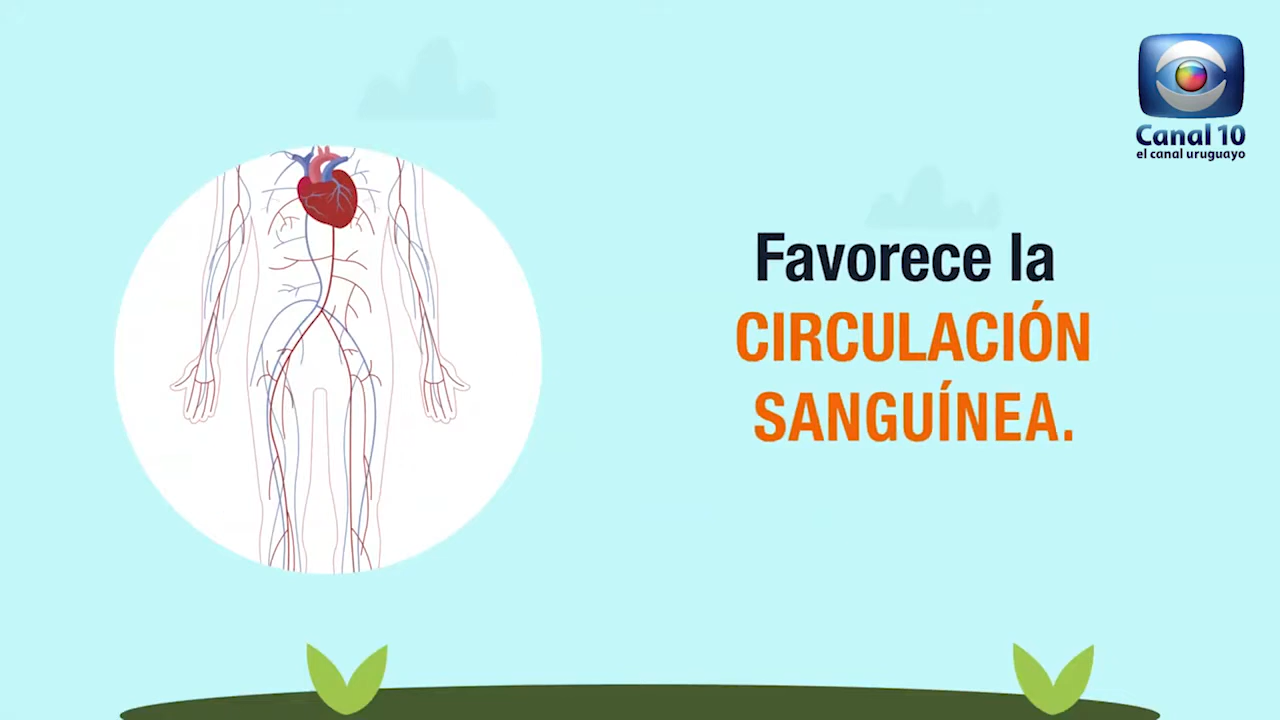 Canal 10
el canal uruguayo
Favorece la
CIRCULACIÓN
SANGUÍNEA.